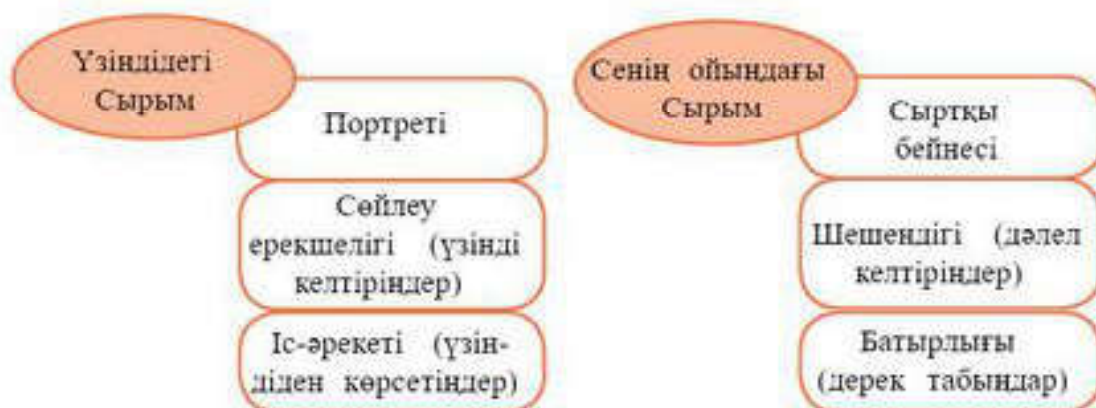 Үзіндідегі
Сырым
Портреті
Сөйлеу
ерекшелігі (үзінді
келтіріңдер)
Іс-әрекеті (үзін-
діден көрсетіңдер)
Сенің ойыңдағы
Сырым
Сыртқы
бейнесі
Шешендігі (дәлел
келтіріңдер)
Батырлығы
(дерек табыңдар)